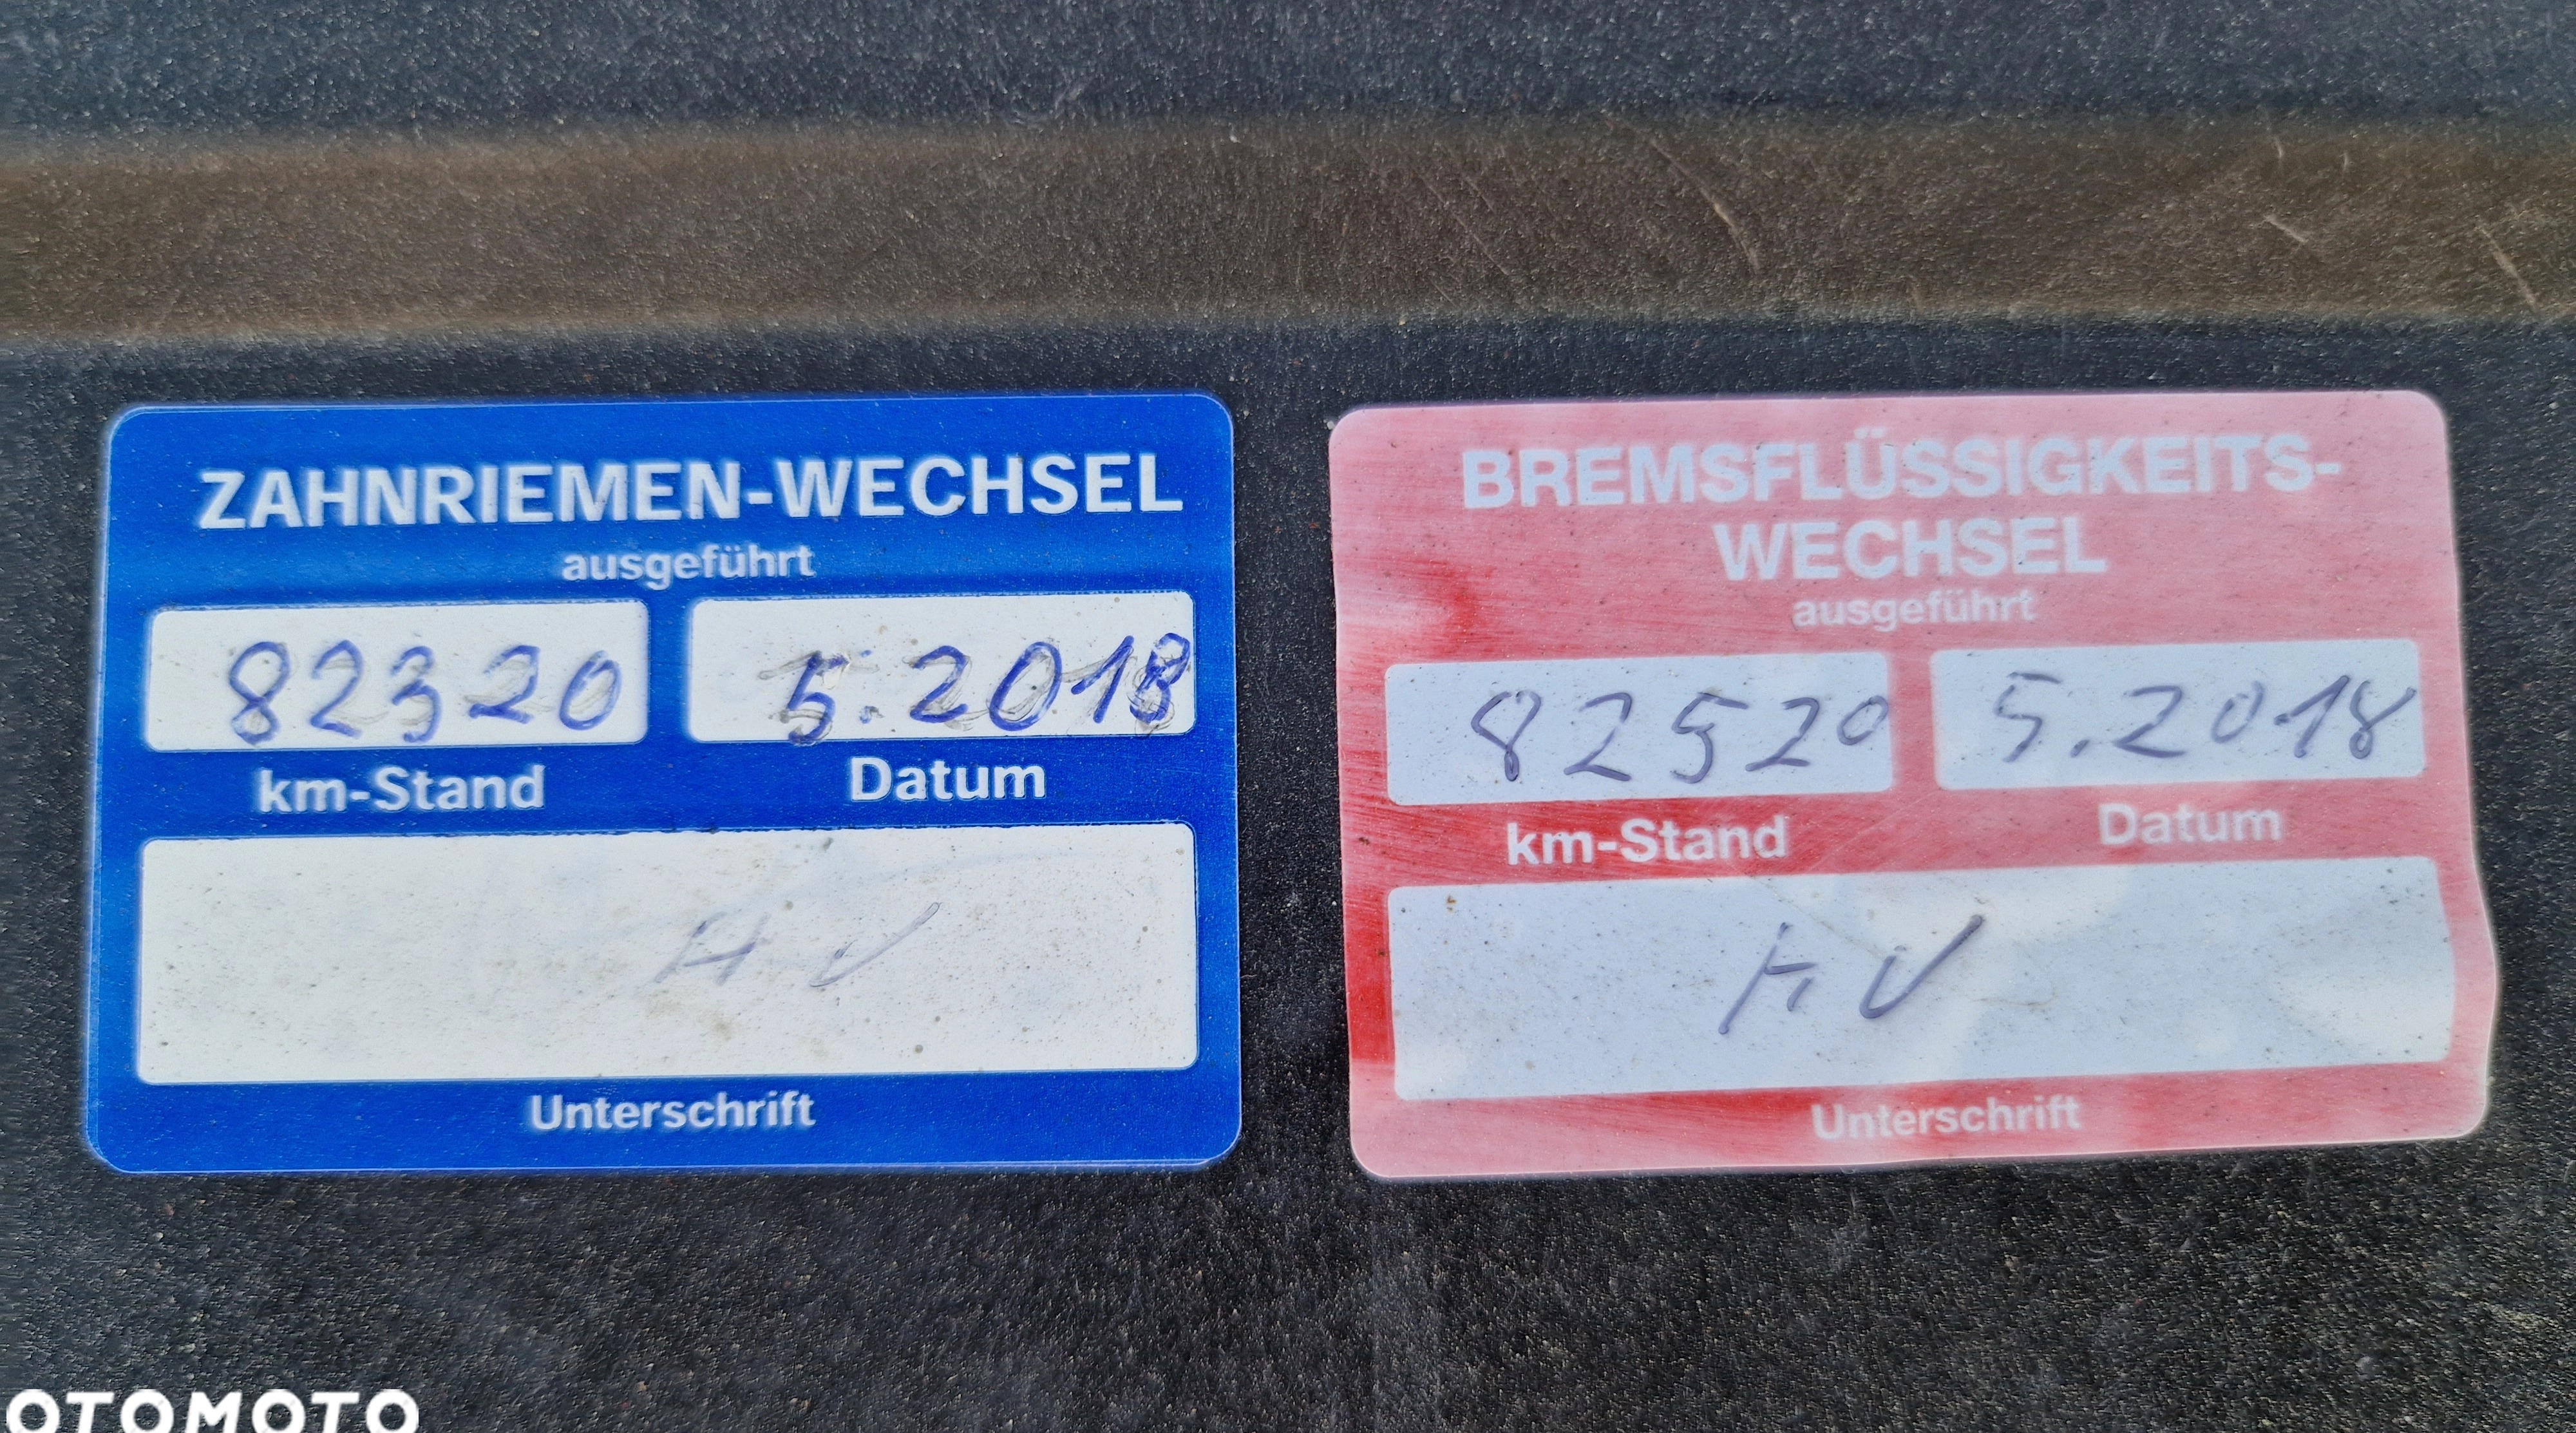 ZAHNRIEMEN-WECHSEL
ausgeführt
82320 5.2018
km-Stand Datum
H V
Unterschrift
BREMSFLÜSSIGKEITS-
WECHSEL
ausgeführt
82520 5.2018
km-Stand Datum
H V
Unterschrift
OTOMOTO